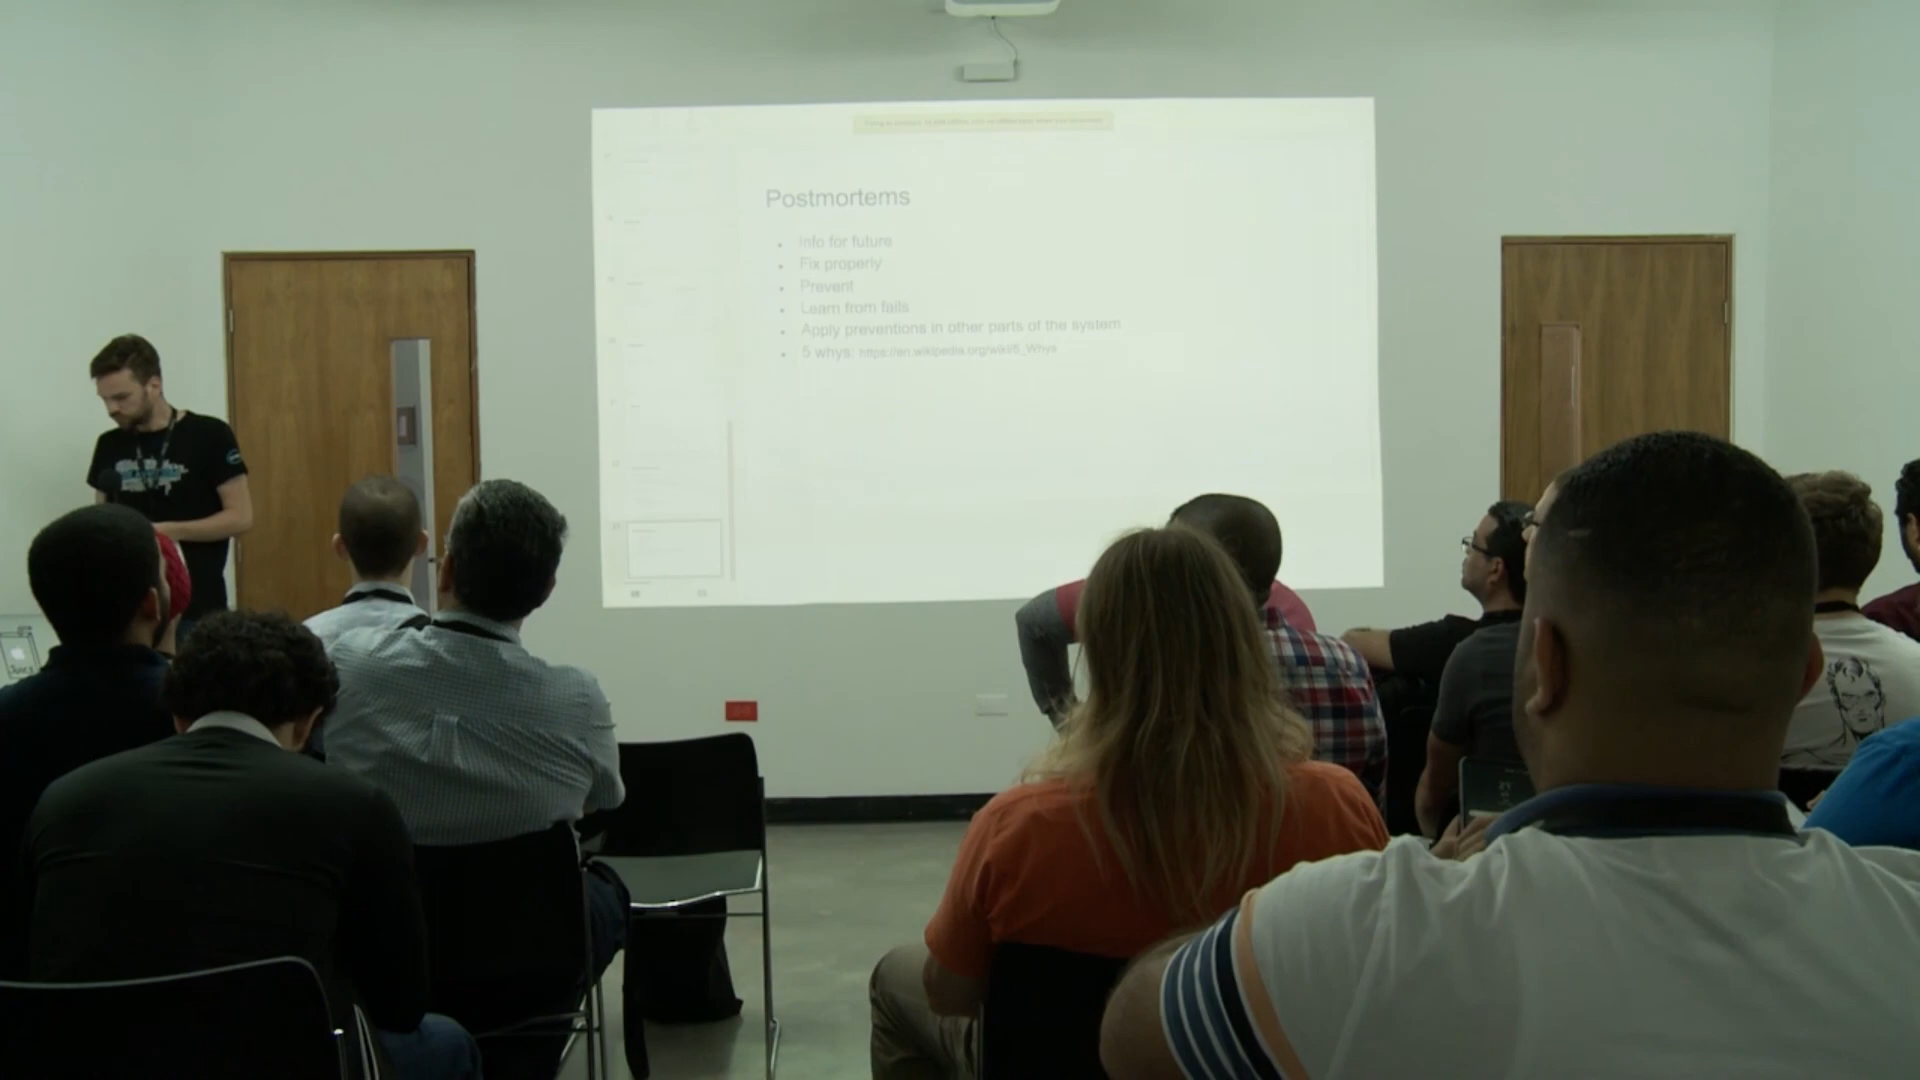 Postmortems
Info for future
Fix properly
Prevent
Learn from fails
Apply preventions in other parts of the system
5 whys: https://en.wikipedia.org/wiki/5_Whys